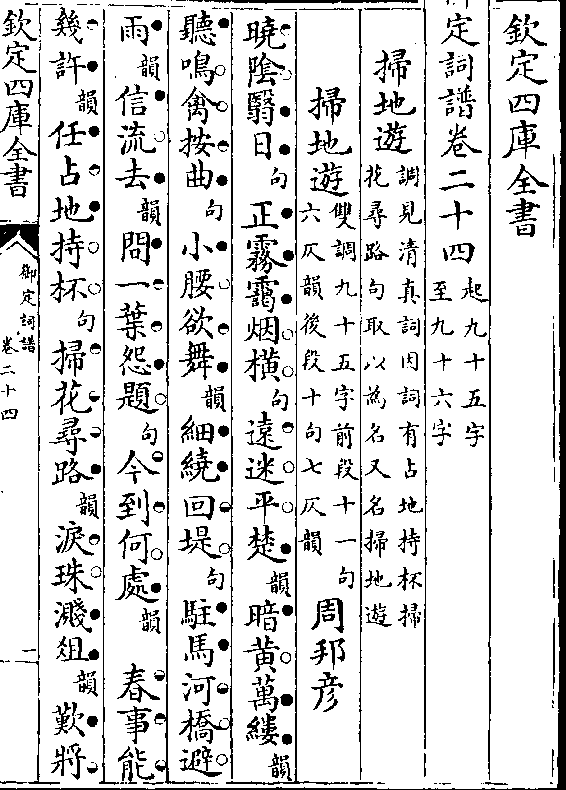 欽定四庫全書
定詞譜卷二十四 起九十五字至九十六字
掃地遊 調見清真詞因詞有占地持杯掃花尋路句取以為名又名掃地遊
掃地遊 雙調九十五字前段十一句六仄韻後段十句七仄韻 周邦彦
曉陰翳日句正霧靄烟横句遠迷平楚韻暗黄萬縷韻
聽鳴禽按曲句小腰欲舞韻細繞回堤句駐馬河橋避
雨韻信流去韻問一葉怨題句今到何處韻 春事能
幾許韻任占地持杯句掃花尋路韻淚珠濺俎韻歎將
欽定四庫全書 御定詞譜 卷二十四 二